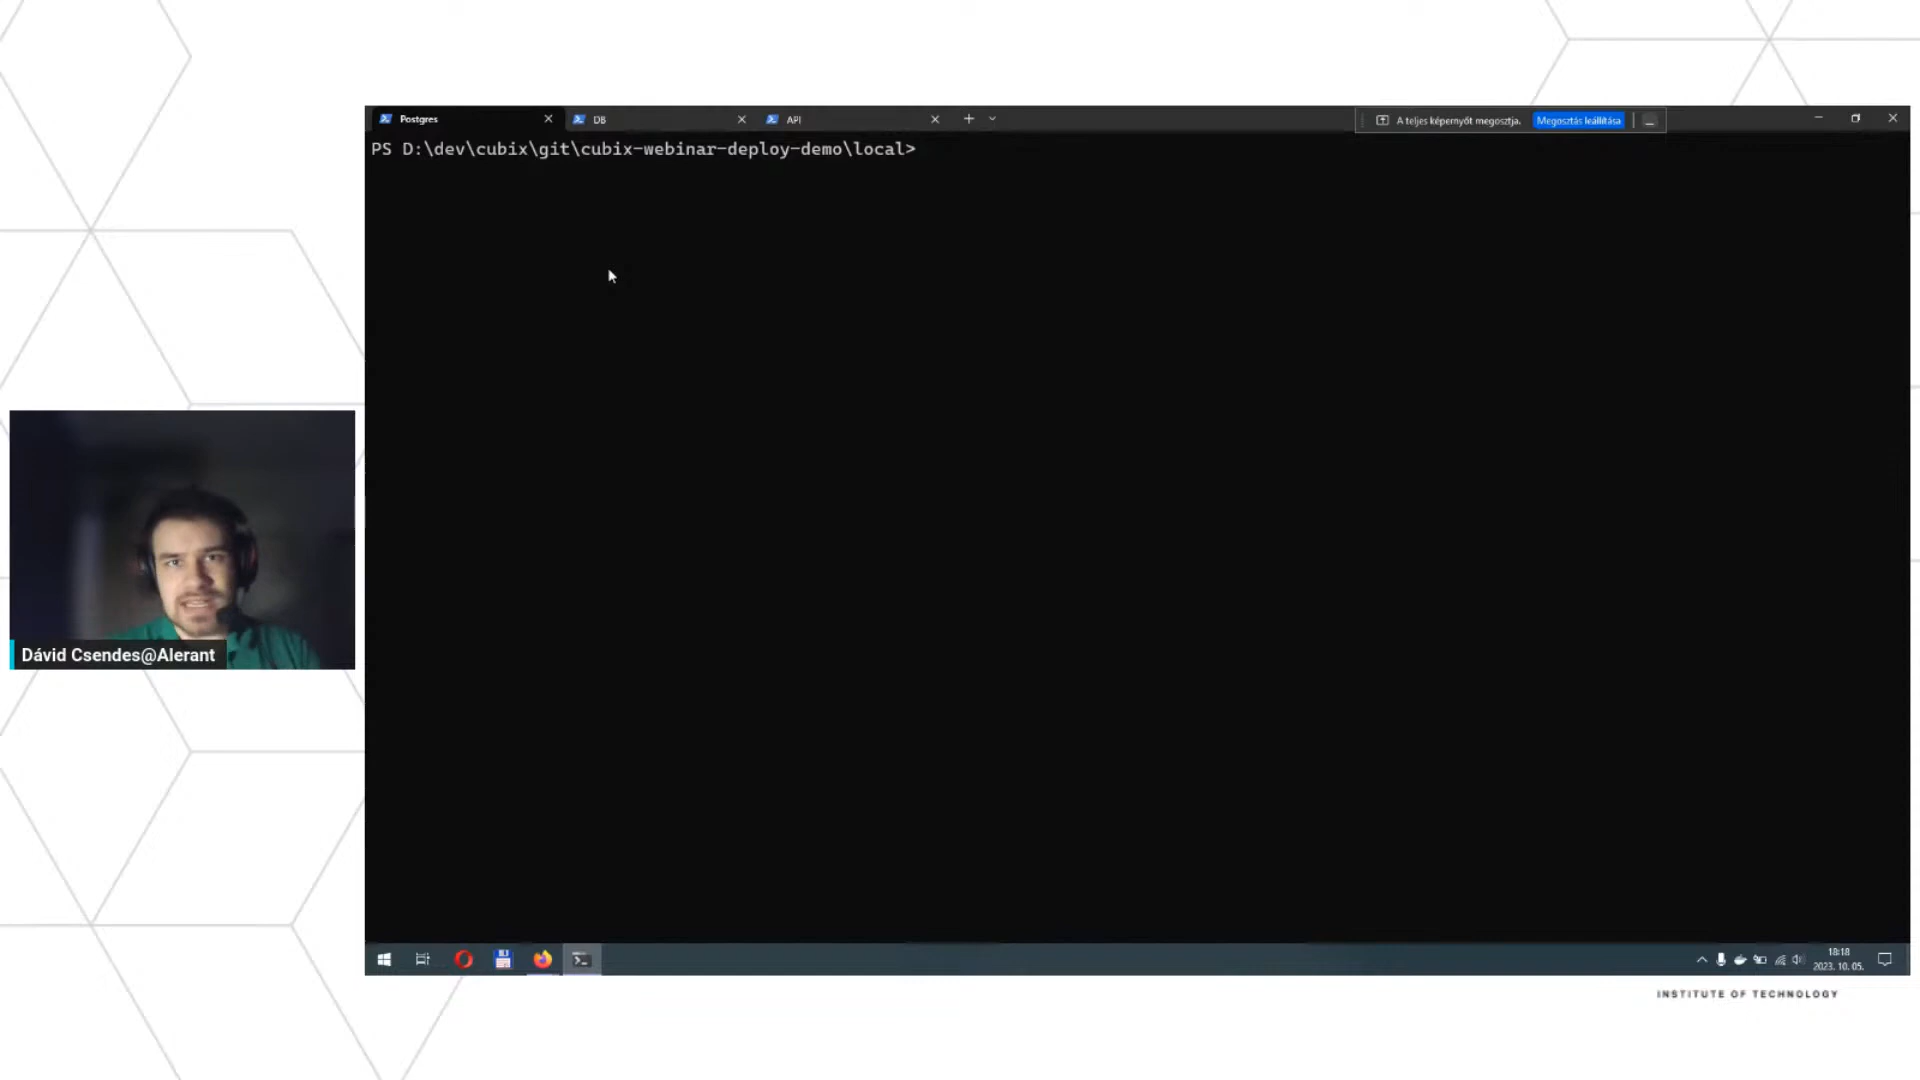 Postgres
DB
API
A teljes képernyőt megosztja.
Megosztás leállítása
PS D:\dev\cubix\git\cubix-webinar-deploy-demo\local>
Dávid Csendes@Alerant
18:18
2023. 10. 05.
INSTITUTE OF TECHNOLOGY